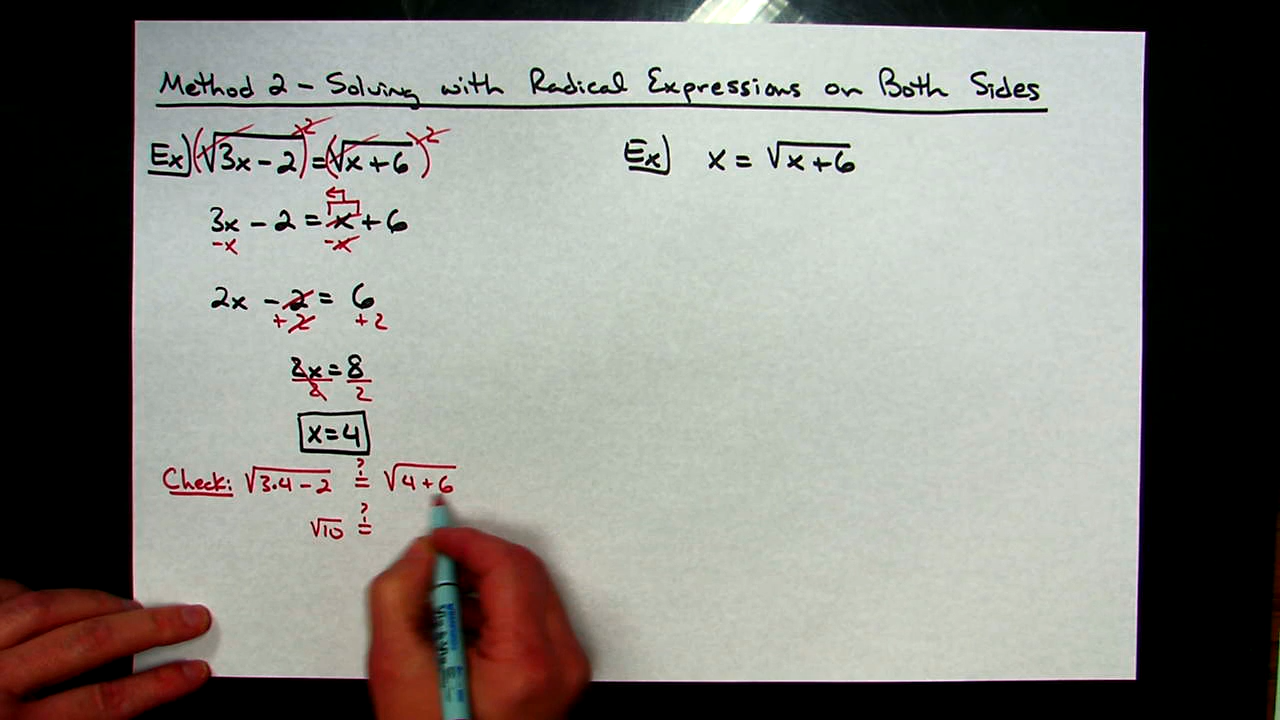 Method 2 - Solving with Radical Expressions on Both Sides
Ex) (√3x - 2)² = (√x + 6)²
3x - 2 = x + 6
-x -x
2x - 2 = 6
+2 +2
2x = 8
2 2
x = 4
Check: √3·4 - 2 ≟ √4 + 6
√10 ≟
Ex) x = √x + 6